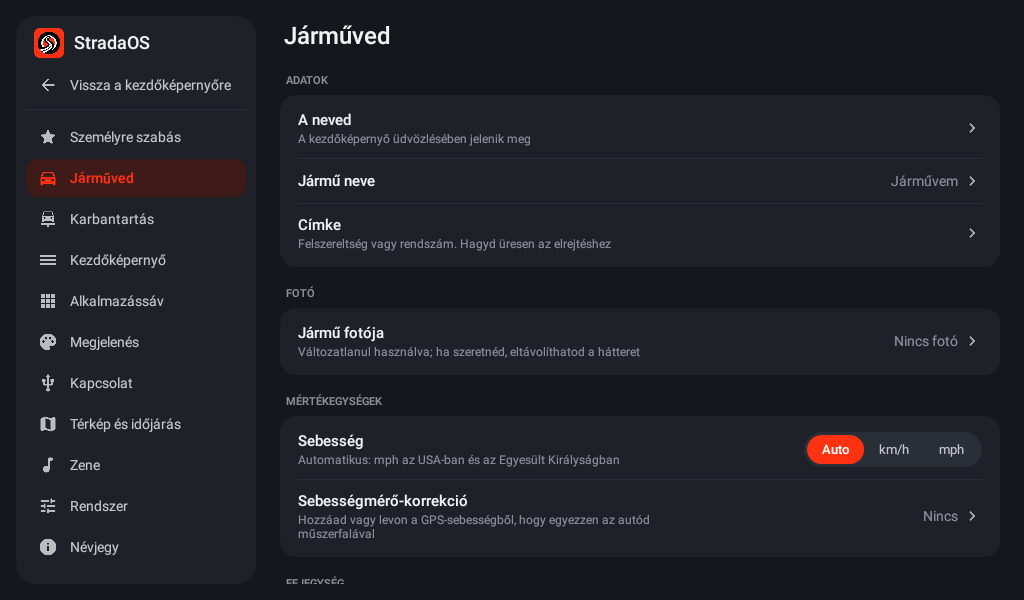 StradaOS
Vissza a kezdőképernyőre
Személyre szabás
Járműved
Karbantartás
Kezdőképernyő
Alkalmazássáv
Megjelenés
Kapcsolat
Térkép és időjárás
Zene
Rendszer
Névjegy
Járműved
ADATOK
A neved
A kezdőképernyő üdvözlésében jelenik meg
Jármű neve
Járművem
Címke
Felszereltség vagy rendszám. Hagyd üresen az elrejtéshez
FOTÓ
Jármű fotója
Változatlanul használva; ha szeretnéd, eltávolíthatod a hátteret
Nincs fotó
MÉRTÉKEGYSÉGEK
Sebesség
Automatikus: mph az USA-ban és az Egyesült Királyságban
Auto km/h mph
Sebességmérő-korrekció
Hozzáad vagy levon a GPS-sebességből, hogy egyezzen az autód
műszerfalával
Nincs